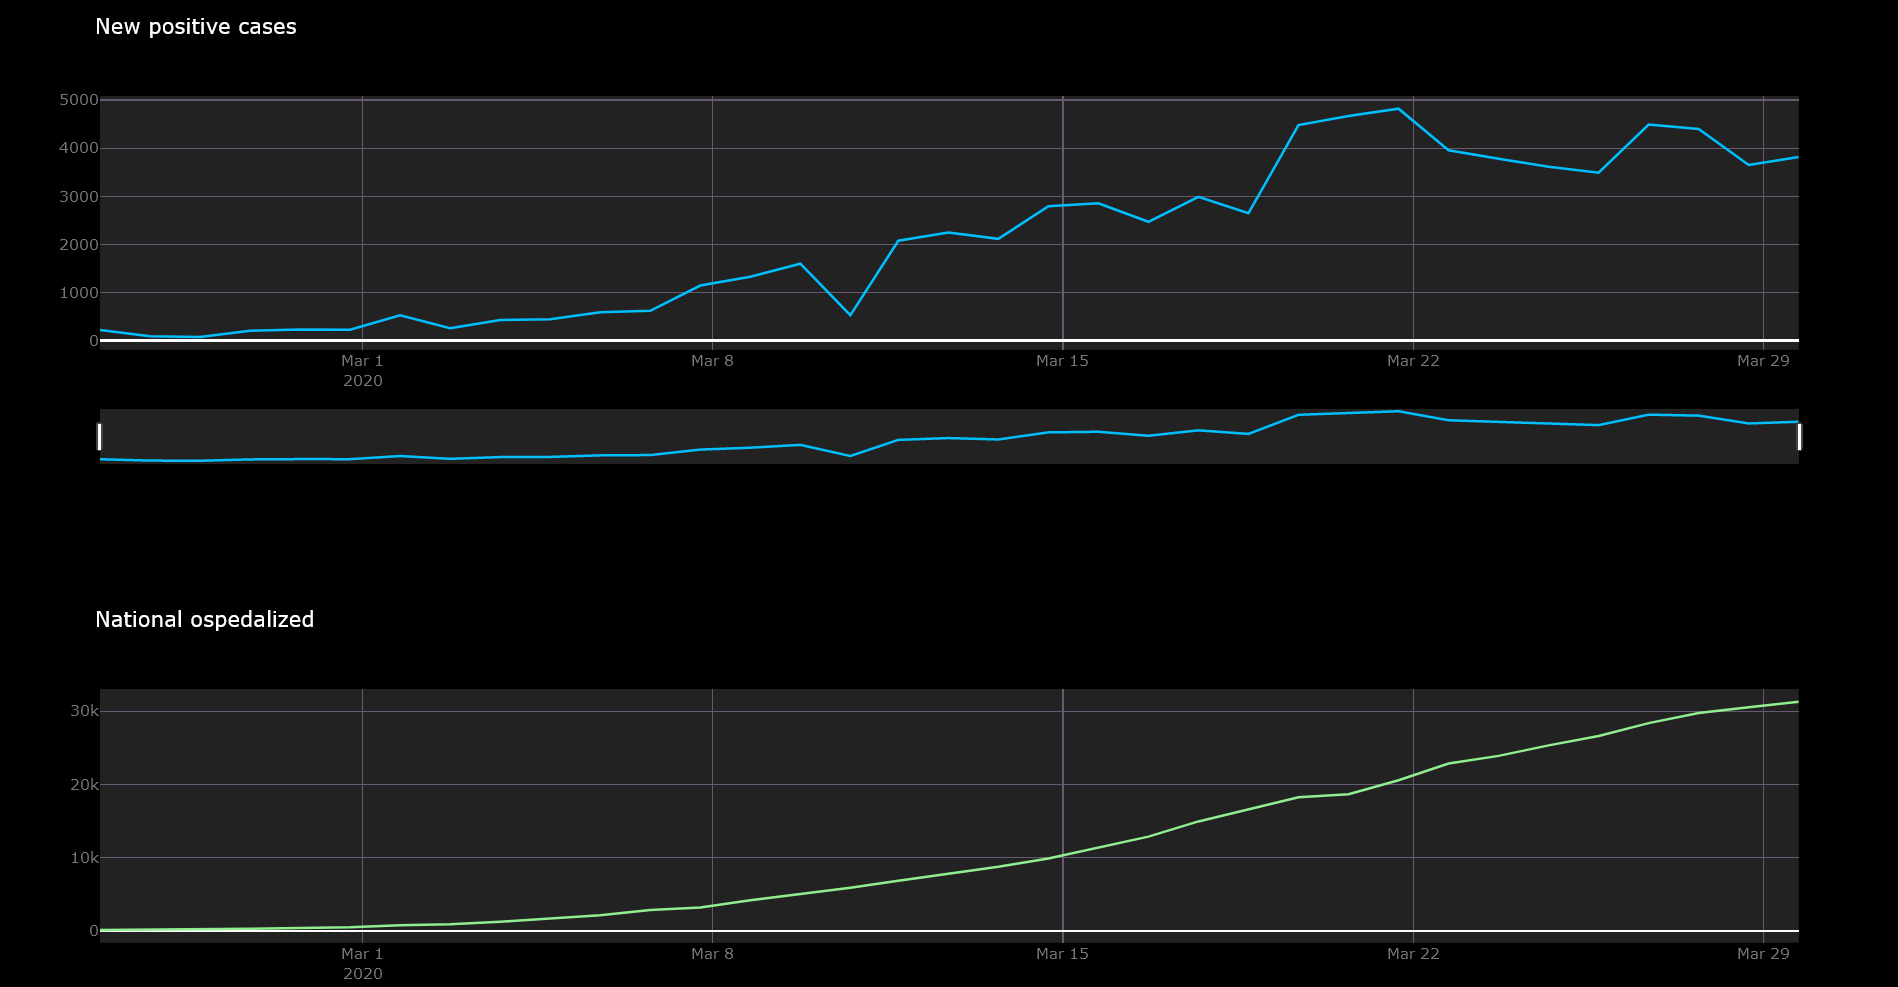 New positive cases
5000
4000
3000
2000
1000
0
Mar 1 Mar 8 Mar 15 Mar 22 Mar 29
2020
National ospedalized
30k
20k
10k
0
Mar 1 Mar 8 Mar 15 Mar 22 Mar 29
2020